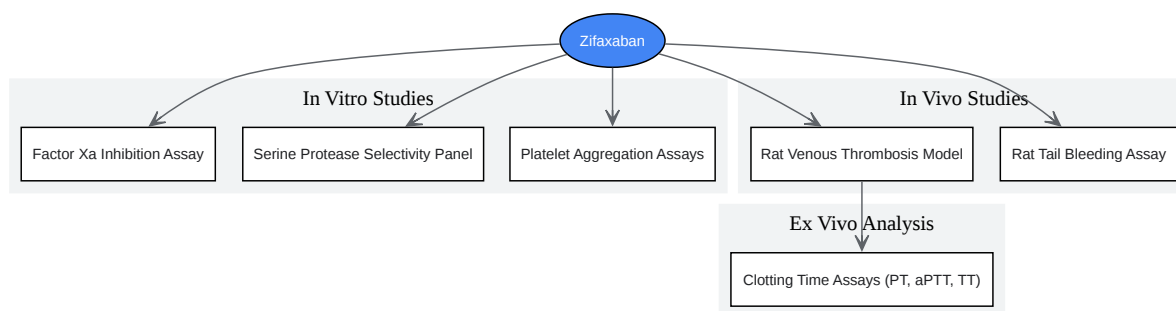 Zifaxaban
In Vitro Studies
In Vivo Studies
Factor Xa Inhibition Assay
Serine Protease Selectivity Panel
Platelet Aggregation Assays
Rat Venous Thrombosis Model
Rat Tail Bleeding Assay
Ex Vivo Analysis
Clotting Time Assays (PT, aPTT, TT)